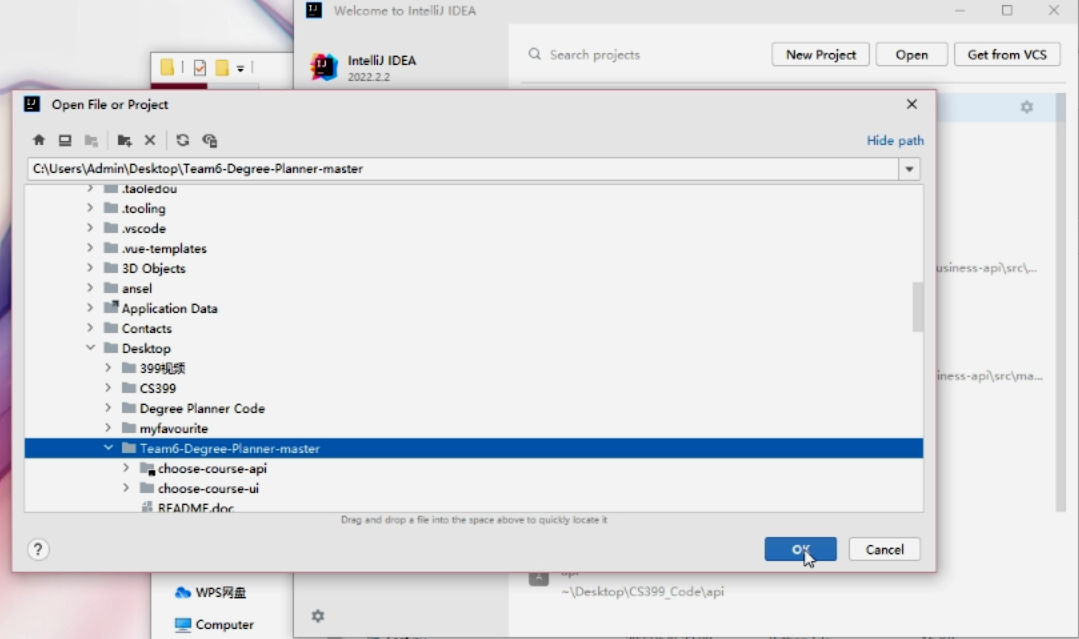 Welcome to IntelliJ IDEA
IntelliJ IDEA
2022.2.2
Search projects
New Project
Open
Get from VCS
Open File or Project
Hide path
C:\Users\Admin\Desktop\Team6-Degree-Planner-master
.taoledou
.tooling
.vscode
.vue-templates
3D Objects
ansel
Application Data
Contacts
Desktop
399视频
CS399
Degree Planner Code
myfavourite
Team6-Degree-Planner-master
choose-course-api
choose-course-ui
README.doc
usiness-api\src\...
iness-api\src\ma...
Drag and drop a file into the space above to quickly locate it
?
OK
Cancel
A
api
~\Desktop\CS399_Code\api
WPS网盘
Computer